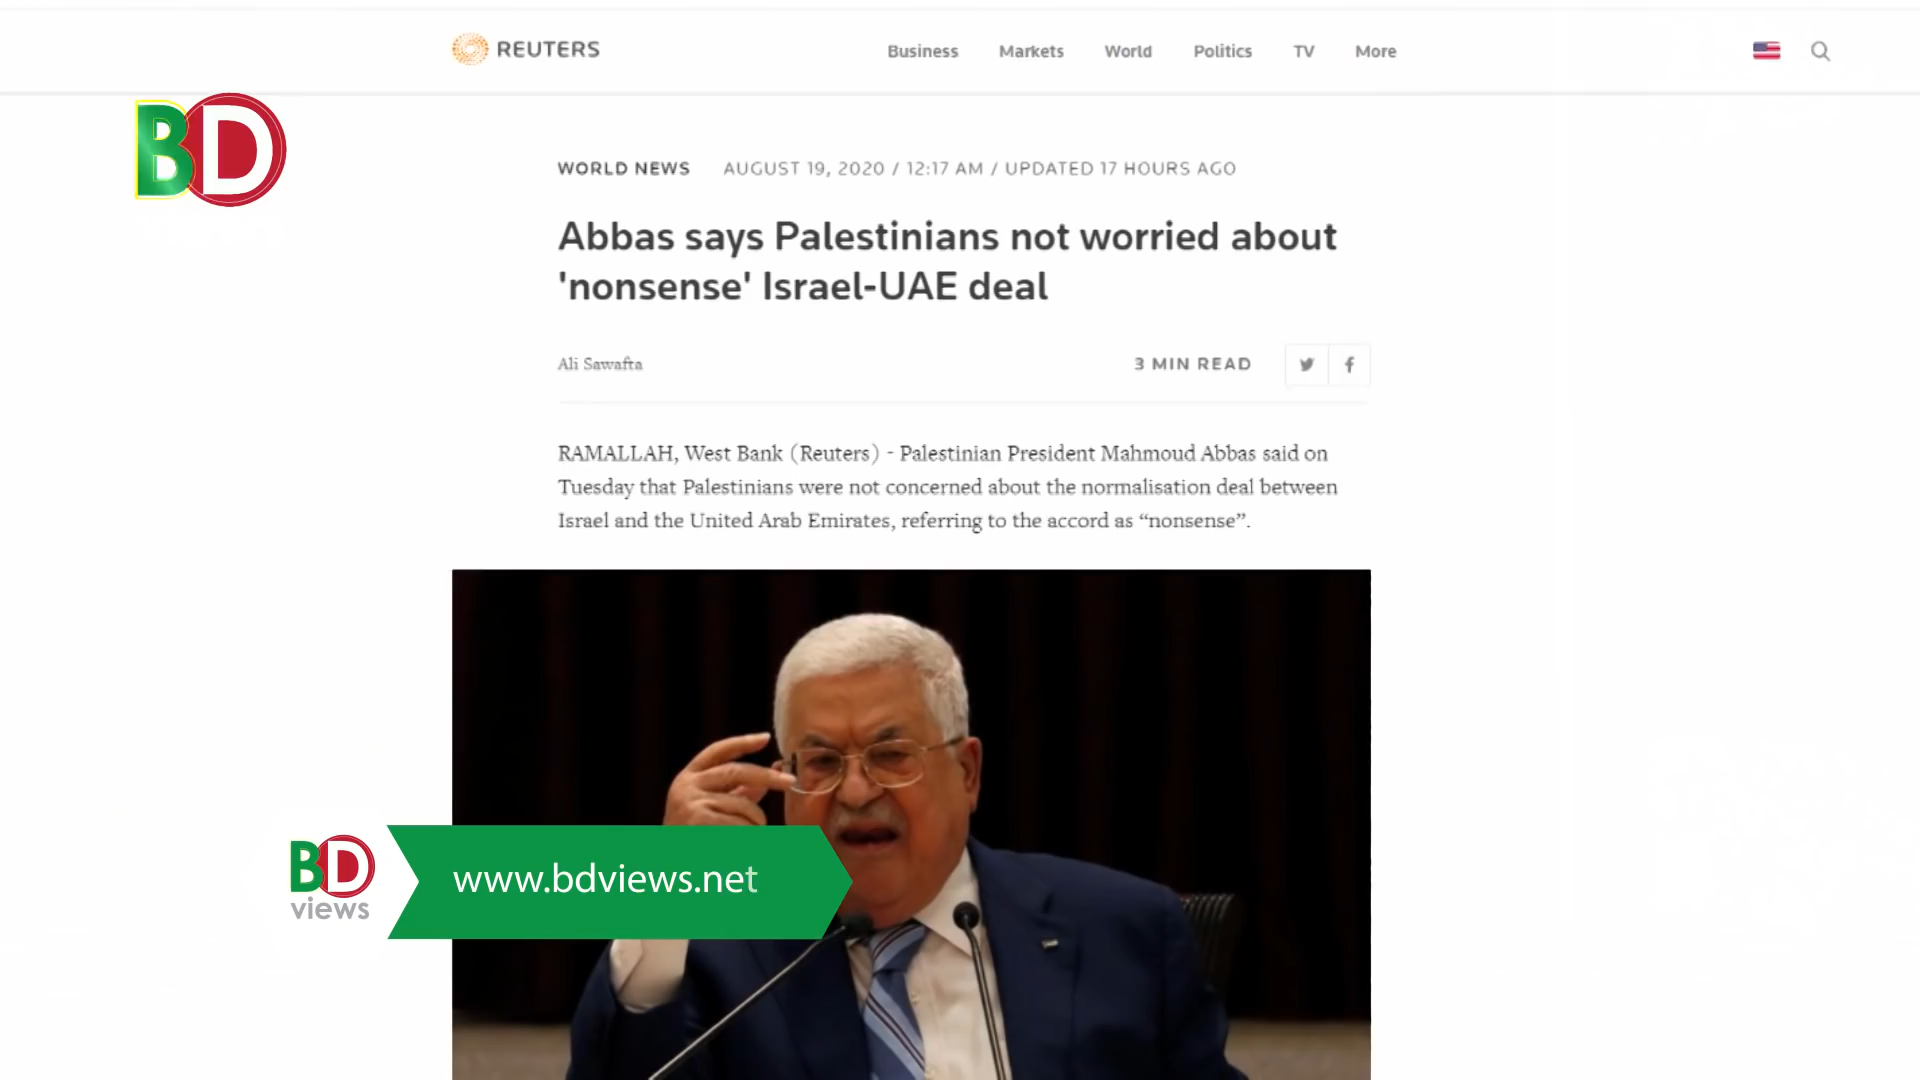 REUTERS
Business Markets World Politics TV More
BD
WORLD NEWS AUGUST 19, 2020 / 12:17 AM / UPDATED 17 HOURS AGO
Abbas says Palestinians not worried about
'nonsense' Israel-UAE deal
Ali Sawafta 3 MIN READ
RAMALLAH, West Bank (Reuters) - Palestinian President Mahmoud Abbas said on
Tuesday that Palestinians were not concerned about the normalisation deal between
Israel and the United Arab Emirates, referring to the accord as “nonsense”.
BD
views
www.bdviews.net